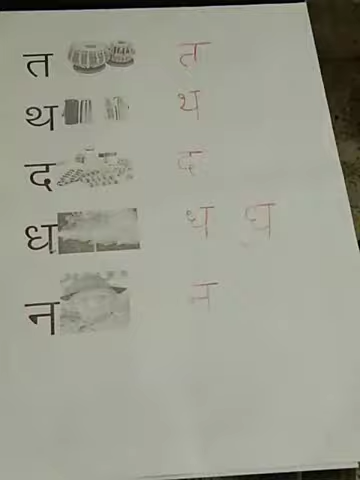 त त
थ थ
द द
ध ध ध
न न